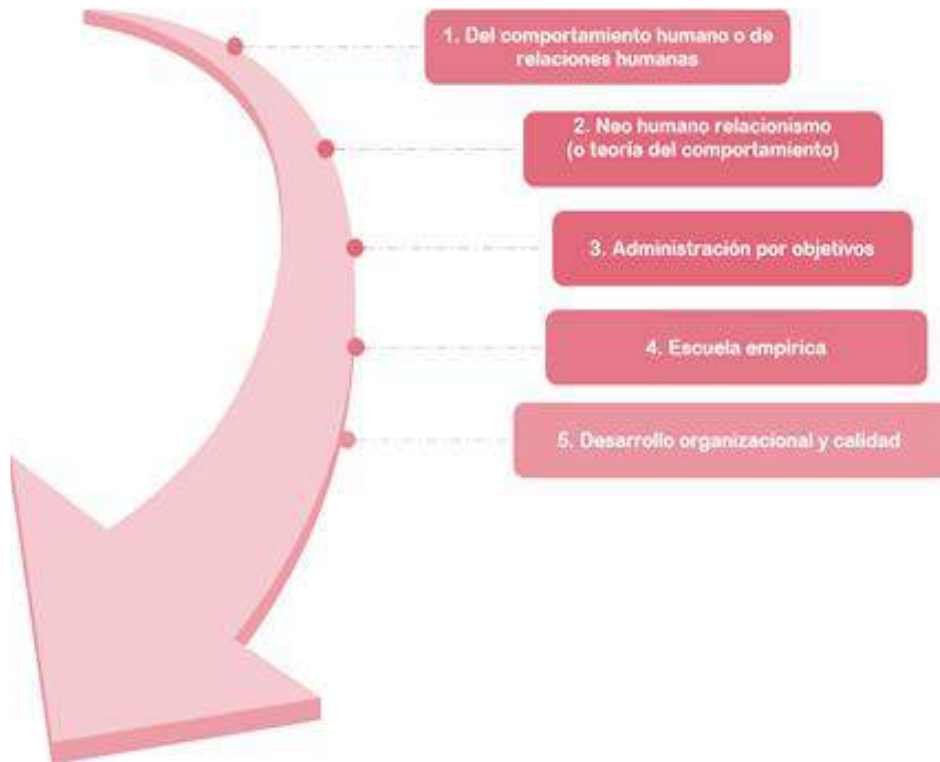 1. Del comportamiento humano o de
relaciones humanas
2. Neo humano relacionismo
(o teoría del comportamiento)
3. Administración por objetivos
4. Escuela empírica
5. Desarrollo organizacional y calidad